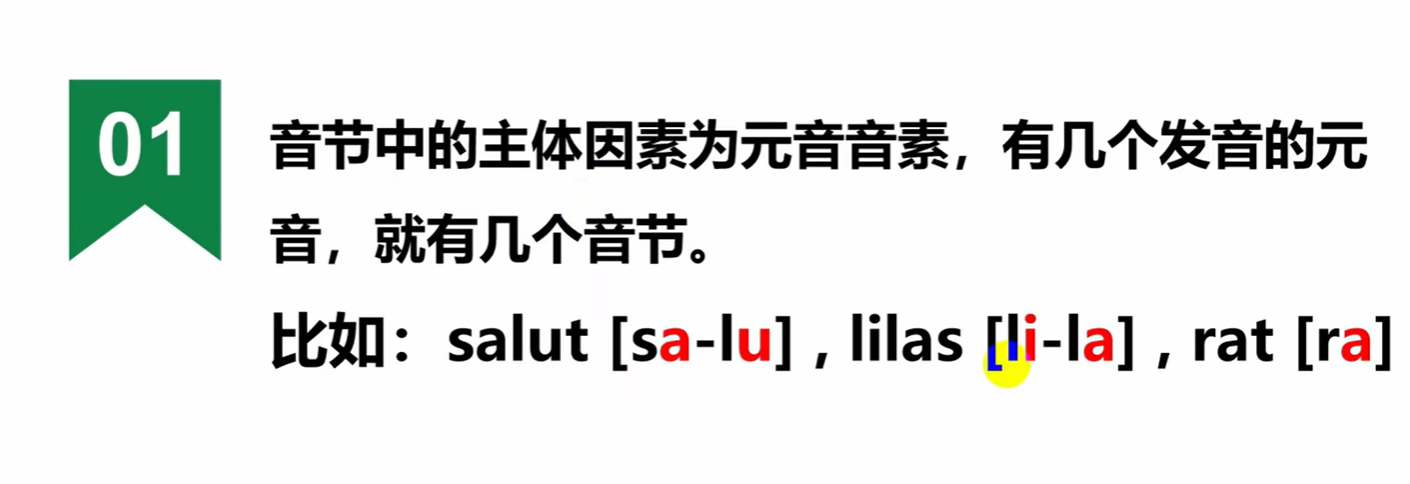 01
音节中的主体因素为元音音素，有几个发音的元
音，就有几个音节。
比如：salut [sa-lu] , lilas [li-la] , rat [ra]